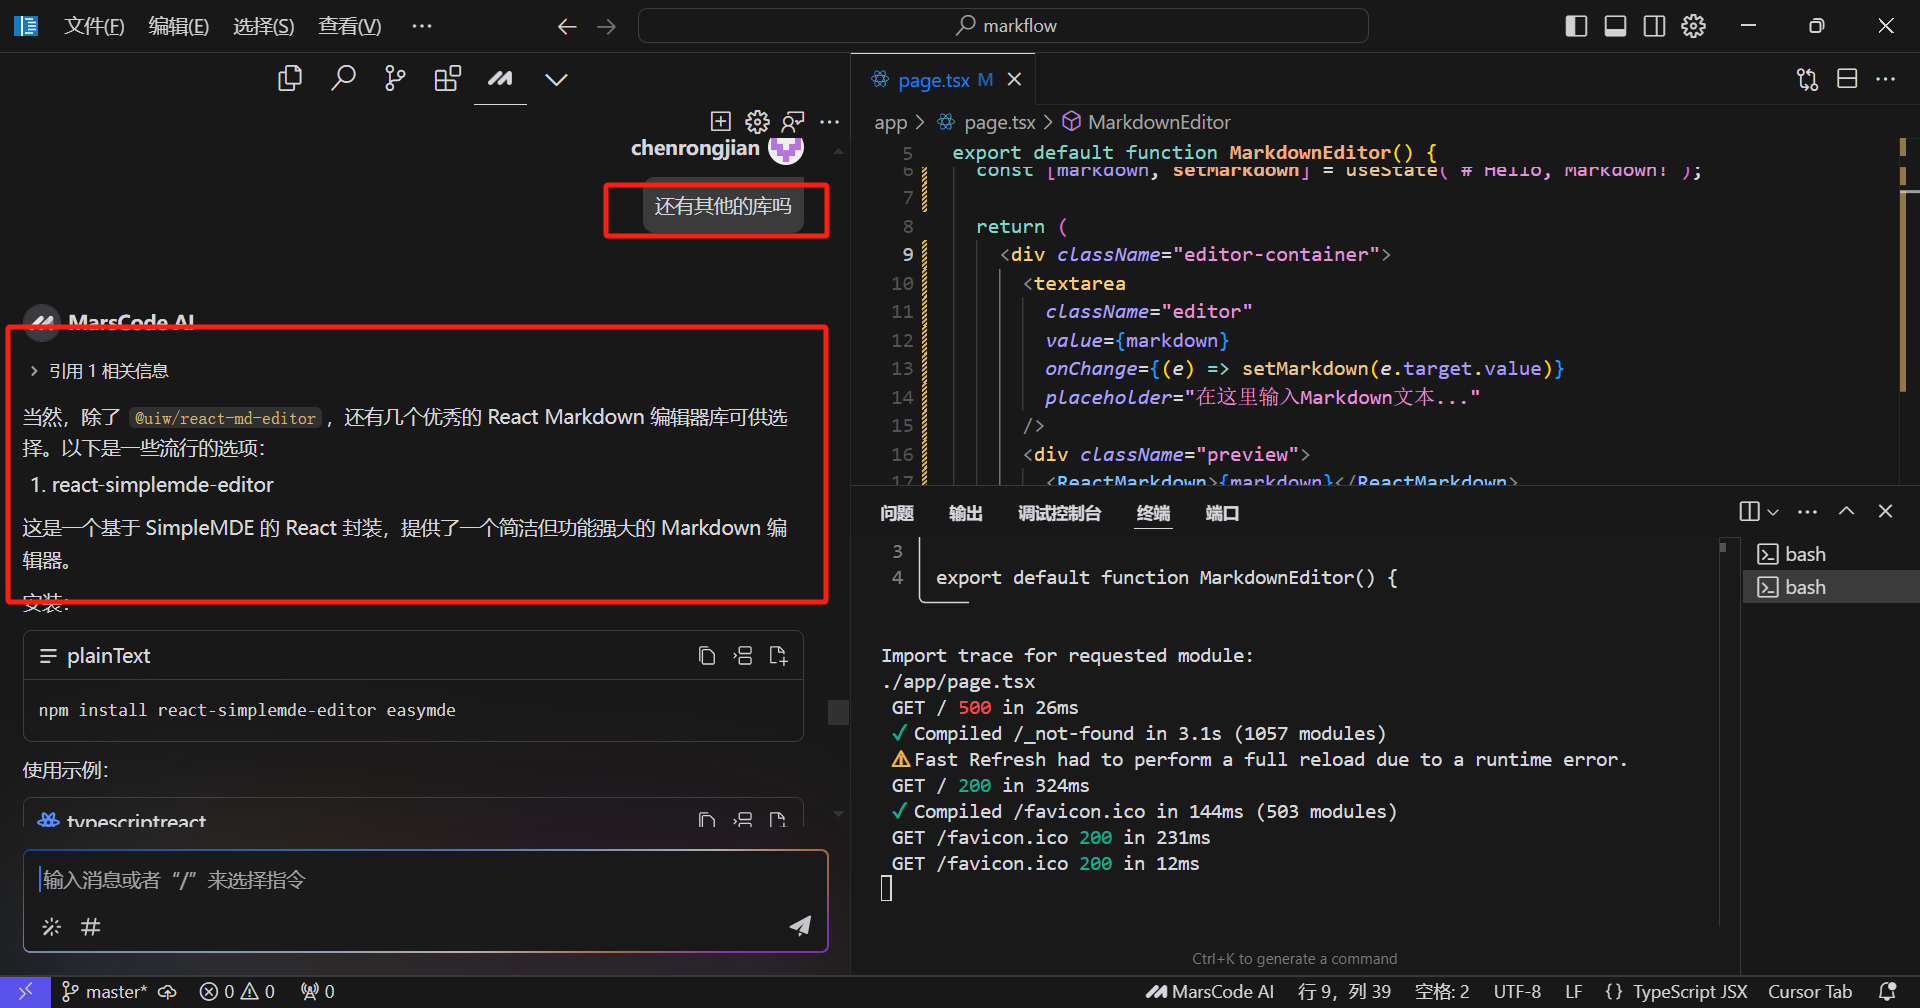 文件(F) 编辑(E) 选择(S) 查看(V) ...
markflow
page.tsx M
app > page.tsx > MarkdownEditor
chenrongjian
还有其他的库吗
MarsCode AI
引用 1 相关信息
当然，除了 @uiw/react-md-editor ，还有几个优秀的 React Markdown 编辑器库可供选
择。以下是一些流行的选项：
1. react-simplemde-editor
这是一个基于 SimpleMDE 的 React 封装，提供了一个简洁但功能强大的 Markdown 编
辑器。
安装：
plainText
npm install react-simplemde-editor easymde
使用示例：
typescriptreact
输入消息或者“/”来选择指令
5 export default function MarkdownEditor() {
6 const [markdown, setMarkdown] = useState( # Hello, Markdown! );
7
8 return (
9 <div className="editor-container">
10 <textarea
11 className="editor"
12 value={markdown}
13 onChange={(e) => setMarkdown(e.target.value)}
14 placeholder="在这里输入Markdown文本..."
15 />
16 <div className="preview">
17 <ReactMarkdown>{markdown}</ReactMarkdown>
问题 输出 调试控制台 终端 端口
3
4 export default function MarkdownEditor() {
Import trace for requested module:
./app/page.tsx
GET / 500 in 26ms
✓ Compiled /_not-found in 3.1s (1057 modules)
⚠ Fast Refresh had to perform a full reload due to a runtime error.
GET / 200 in 324ms
✓ Compiled /favicon.ico in 144ms (503 modules)
GET /favicon.ico 200 in 231ms
GET /favicon.ico 200 in 12ms
bash
bash
Ctrl+K to generate a command
master* 0 0 0
MarsCode AI 行 9，列 39 空格: 2 UTF-8 LF {} TypeScript JSX Cursor Tab